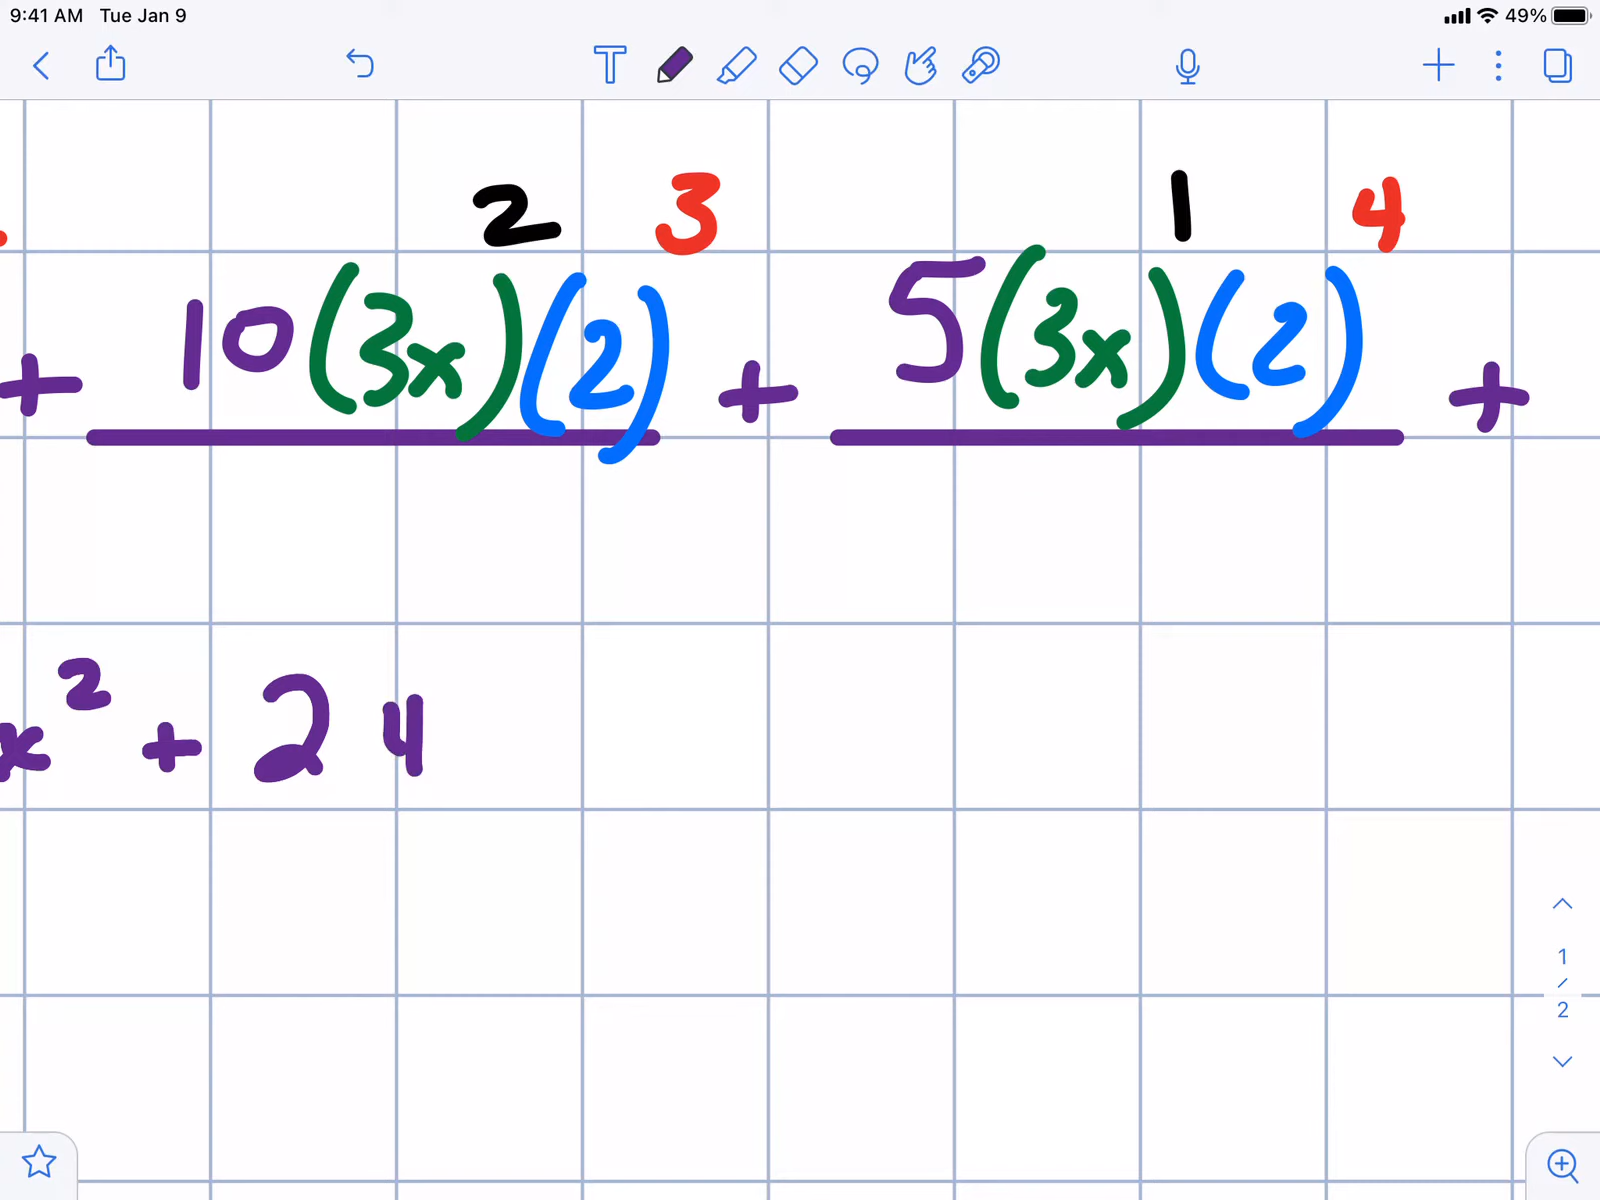 9:41 AM Tue Jan 9 49%
+ 10(3x)²(2)³ + 5(3x)¹(2)⁴ +
x² + 24
1
/
2